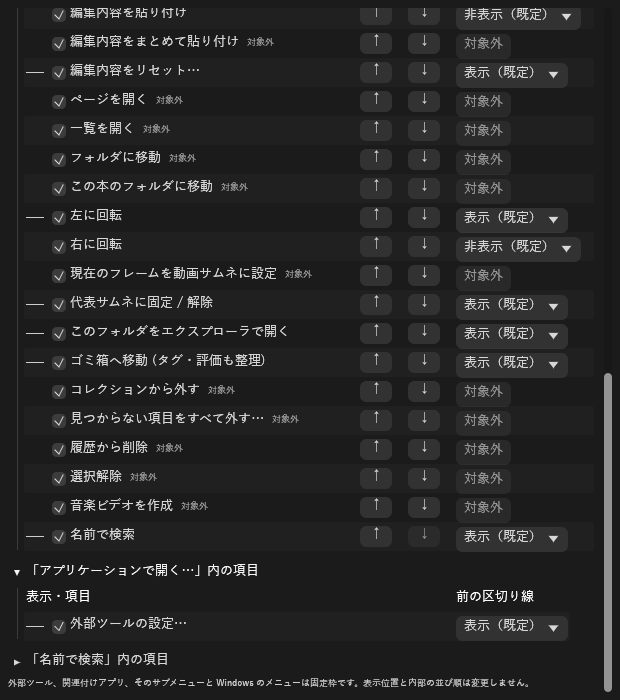 編集内容を貼り付け ↑ ↓ 非表示（既定） ▼
編集内容をまとめて貼り付け 対象外 ↑ ↓ 対象外
編集内容をリセット… ↑ ↓ 表示（既定） ▼
ページを開く 対象外 ↑ ↓ 対象外
一覧を開く 対象外 ↑ ↓ 対象外
フォルダに移動 対象外 ↑ ↓ 対象外
この本のフォルダに移動 対象外 ↑ ↓ 対象外
左に回転 ↑ ↓ 表示（既定） ▼
右に回転 ↑ ↓ 非表示（既定） ▼
現在のフレームを動画サムネに設定 対象外 ↑ ↓ 対象外
代表サムネに固定 / 解除 ↑ ↓ 表示（既定） ▼
このフォルダをエクスプローラで開く ↑ ↓ 表示（既定） ▼
ゴミ箱へ移動 (タグ・評価も整理) ↑ ↓ 表示（既定） ▼
コレクションから外す 対象外 ↑ ↓ 対象外
見つからない項目をすべて外す… 対象外 ↑ ↓ 対象外
履歴から削除 対象外 ↑ ↓ 対象外
選択解除 対象外 ↑ ↓ 対象外
音楽ビデオを作成 対象外 ↑ ↓ 対象外
名前で検索 ↑ ↓ 表示（既定） ▼
▼ 「アプリケーションで開く…」内の項目
表示・項目 前の区切り線
外部ツールの設定… 表示（既定） ▼
▶ 「名前で検索」内の項目
外部ツール、関連付けアプリ、そのサブメニューと Windows のメニューは固定枠です。表示位置と内部の並び順は変更しません。